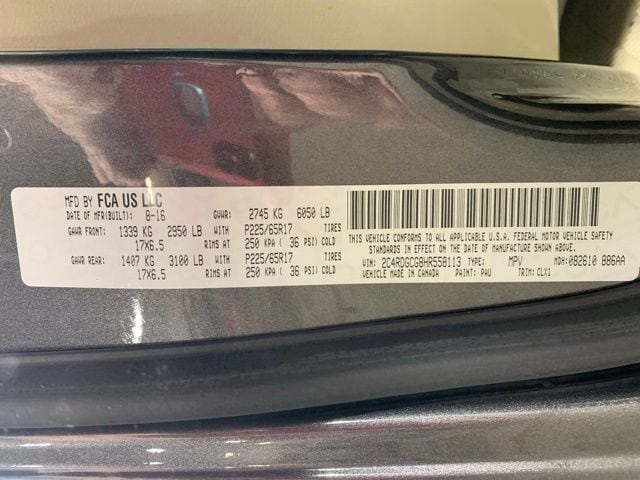 MFD BY FCA US LLC
DATE OF MFR(BUILT): 8-16 GVWR: 2745 KG 6050 LB
GAWR FRONT: 1339 KG 2950 LB WITH P225/65R17 TIRES
17X6.5 RIMS AT 250 KPA ( 36 PSI) COLD
GAWR REAR: 1407 KG 3100 LB WITH P225/65R17 TIRES
17X6.5 RIMS AT 250 KPA ( 36 PSI) COLD
THIS VEHICLE CONFORMS TO ALL APPLICABLE U.S.A. FEDERAL MOTOR VEHICLE SAFETY
STANDARDS IN EFFECT ON THE DATE OF MANUFACTURE SHOWN ABOVE.
VIN: 2C4RDGCG8HR558113 TYPE: MPV MDH:082610 886AA
VEHICLE MADE IN CANADA PAINT: PAU TRIM: CLX1